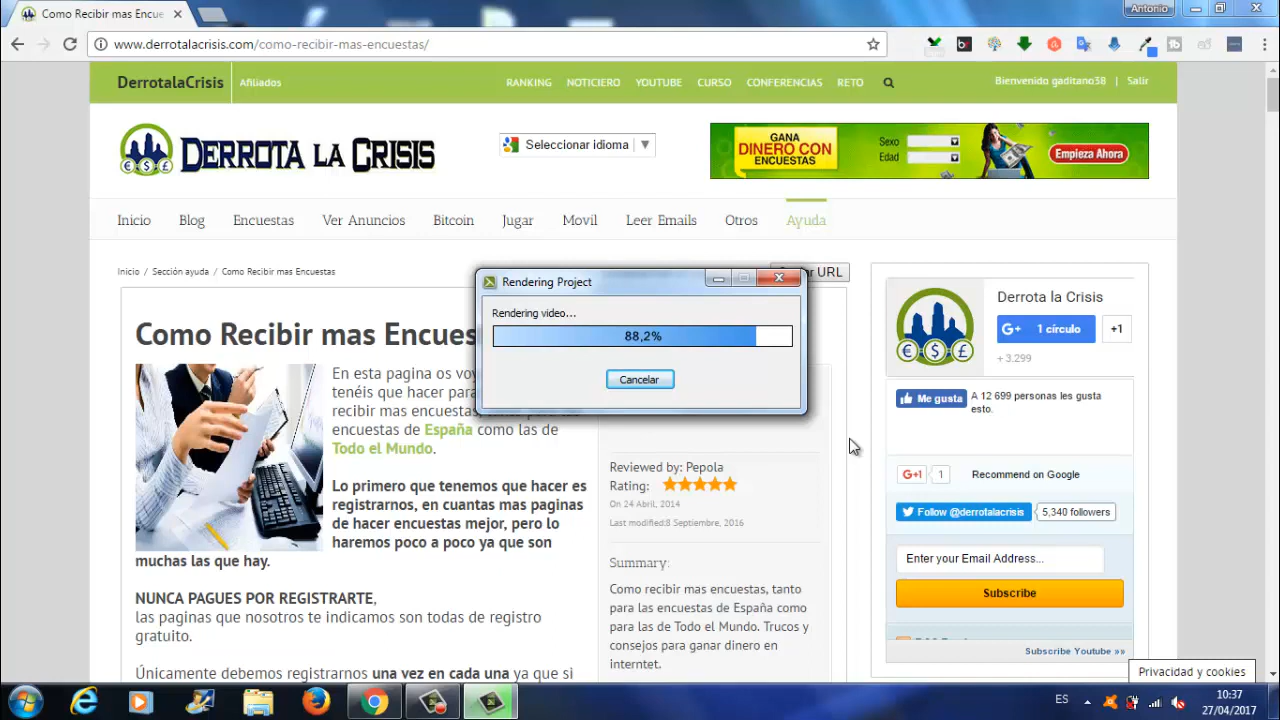 Como Recibir mas Encue
Antonio
www.derrotalacrisis.com/como-recibir-mas-encuestas/
DerrotalaCrisis
Afiliados
RANKING NOTICIERO YOUTUBE CURSO CONFERENCIAS RETO
Bienvenido gaditano38 | Salir
DERROTA LA CRISIS
Seleccionar idioma
GANA
DINERO CON
ENCUESTAS
Sexo
Edad
Empieza Ahora
Inicio Blog Encuestas Ver Anuncios Bitcoin Jugar Movil Leer Emails Otros Ayuda
Inicio / Sección ayuda / Como Recibir mas Encuestas
URL
Rendering Project
Rendering video...
88,2%
Cancelar
Como Recibir mas Encue
En esta pagina os voy
tenéis que hacer para
recibir mas encuestas, tanto para las
encuestas de España como las de
Todo el Mundo.
Lo primero que tenemos que hacer es
registrarnos, en cuantas mas paginas
de hacer encuestas mejor, pero lo
haremos poco a poco ya que son
muchas las que hay.
NUNCA PAGUES POR REGISTRARTE,
las paginas que nosotros te indicamos son todas de registro
gratuito.
Únicamente debemos registrarnos una vez en cada una ya que si
Reviewed by: Pepola
Rating:
On 24 Abril, 2014
Last modified:8 Septiembre, 2016
Summary:
Como recibir mas encuestas, tanto
para las encuestas de España como
para las de Todo el Mundo. Trucos y
consejos para ganar dinero en
interntet.
Derrota la Crisis
G+ 1 círculo +1
+ 3.299
Me gusta
A 12 699 personas les gusta
esto.
G+1 1 Recommend on Google
Follow @derrotalacrisis 5,340 followers
Enter your Email Address...
Subscribe
Subscribe Youtube »»
Privacidad y cookies
ES
10:37
27/04/2017